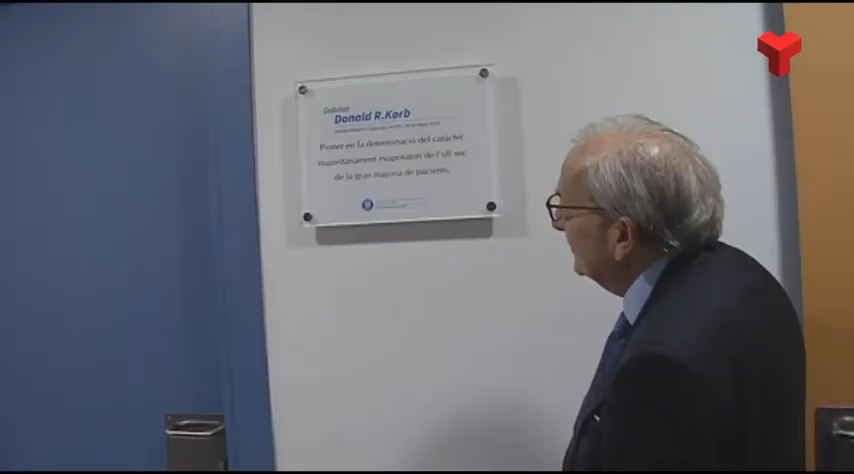 Gabinet
Donald R.Korb
Pioner en la determinació del caràcter
majoritàriament evaporatori de l'ull sec
de la gran majoria de pacients.